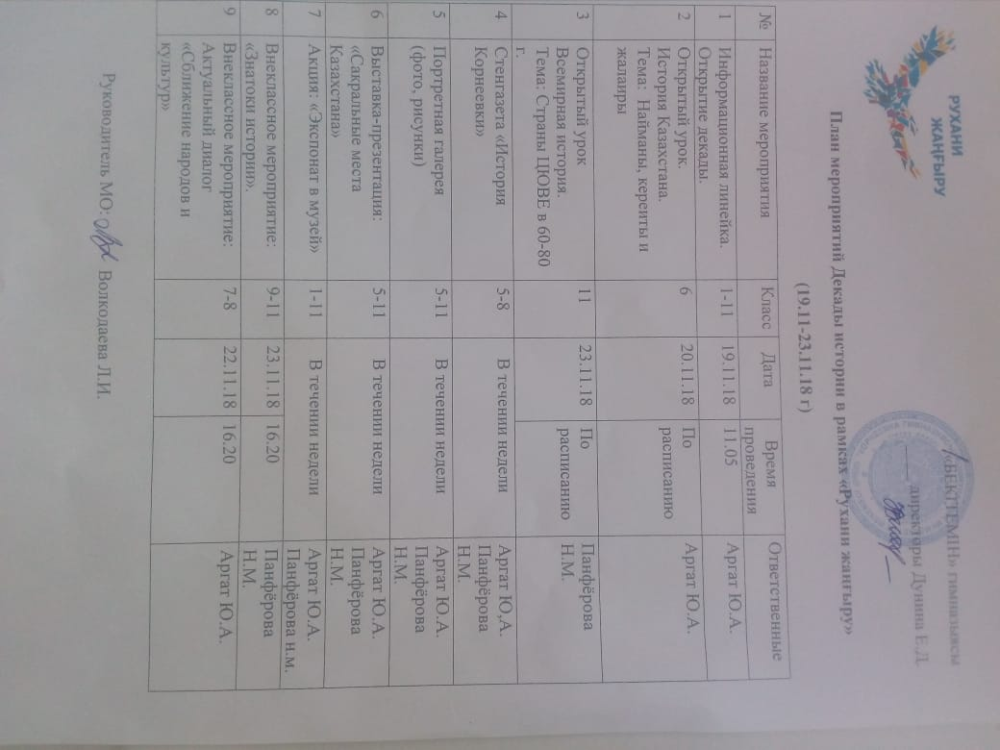 РУХАНИ
ЖАҢҒЫРУ
«БЕКІТЕМІН» гимназиясы
директоры Дунина Е.Д.
План мероприятий Декады истории в рамках «Рухани жаңғыру»
(19.11-23.11.18 г)
№ Название мероприятия Класс Дата Время проведения Ответственные
1 Информационная линейка. 1-11 19.11.18 11.05 Аргат Ю.А.
Открытие декады.
2 Открытый урок. 6 20.11.18 По Аргат Ю.А.
История Казахстана. расписанию
Тема: Найманы, кереиты и
жалаиры
3 Открытый урок 11 23.11.18 По Панфёрова
Всемирная история. расписанию Н.М.
Тема: Страны ЦЮВЕ в 60-80
г.
4 Стенгазета «История 5-8 В течении недели Аргат Ю,А.
Корнеевки» Панфёрова
Н.М.
5 Портретная галерея 5-11 В течении недели Аргат Ю.А.
(фото, рисунки) Панфёрова
Н.М.
6 Выставка-презентация: 5-11 В течении недели Аргат Ю.А.
«Сакральные места Панфёрова
Казахстана» Н.М.
7 Акция: «Экспонат в музей» 1-11 В течении недели Аргат Ю.А.
Панфёрова н.м.
8 Внеклассное мероприятие: 9-11 23.11.18 16.20 Панфёрова
«Знатоки истории». Н.М.
9 Внеклассное мероприятие: 7-8 22.11.18 16.20 Аргат Ю.А.
Актуальный диалог
«Сближение народов и
культур»
Руководитель МО: Волкодаева Л.И.